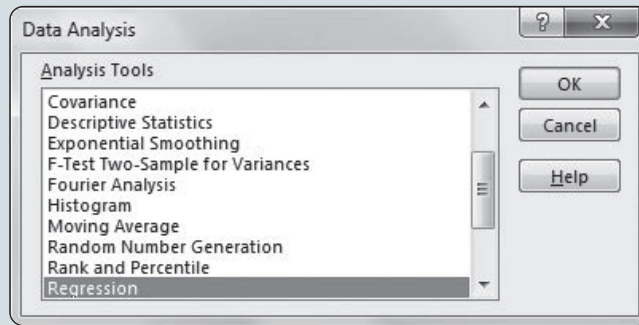 Data Analysis
Analysis Tools
Covariance
Descriptive Statistics
Exponential Smoothing
F-Test Two-Sample for Variances
Fourier Analysis
Histogram
Moving Average
Random Number Generation
Rank and Percentile
Regression
OK
Cancel
Help